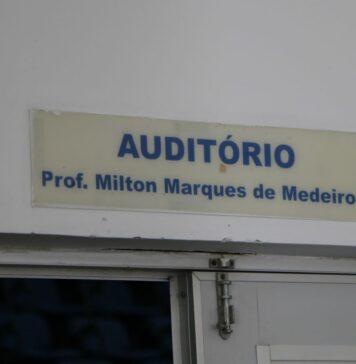 AUDITÓRIO
Prof. Milton Marques de Medeiro